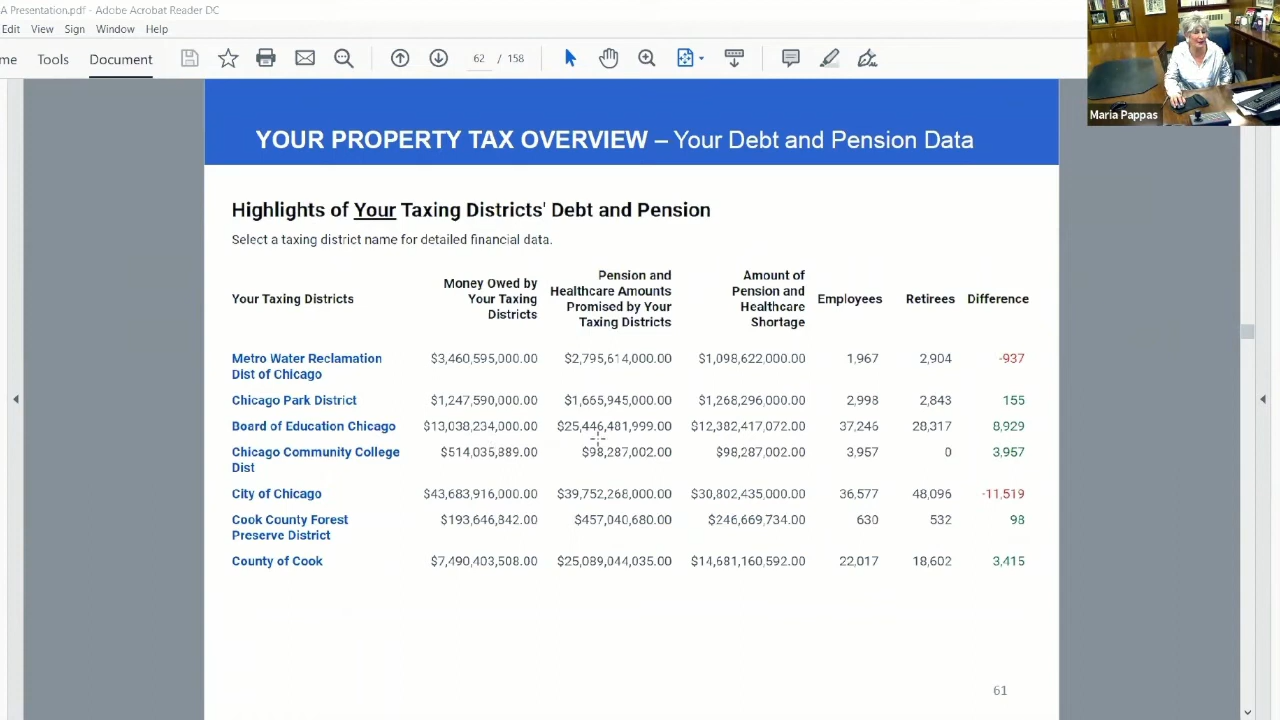 A Presentation.pdf - Adobe Acrobat Reader DC
Edit View Sign Window Help
me Tools Document 62 / 158
Maria Pappas
YOUR PROPERTY TAX OVERVIEW – Your Debt and Pension Data
Highlights of Your Taxing Districts' Debt and Pension
Select a taxing district name for detailed financial data.
Your Taxing Districts
Money Owed by
Your Taxing
Districts
Pension and
Healthcare Amounts
Promised by Your
Taxing Districts
Amount of
Pension and
Healthcare
Shortage
Employees Retirees Difference
Metro Water Reclamation $3,460,595,000.00 $2,795,614,000.00 $1,098,622,000.00 1,967 2,904 -937
Dist of Chicago
Chicago Park District $1,247,590,000.00 $1,665,945,000.00 $1,268,296,000.00 2,998 2,843 155
Board of Education Chicago $13,038,234,000.00 $25,446,481,999.00 $12,382,417,072.00 37,246 28,317 8,929
Chicago Community College $514,035,889.00 $98,287,002.00 $98,287,002.00 3,957 0 3,957
Dist
City of Chicago $43,683,916,000.00 $39,752,268,000.00 $30,802,435,000.00 36,577 48,096 -11,519
Cook County Forest $193,646,842.00 $457,040,680.00 $246,669,734.00 630 532 98
Preserve District
County of Cook $7,490,403,508.00 $25,089,044,035.00 $14,681,160,592.00 22,017 18,602 3,415
61